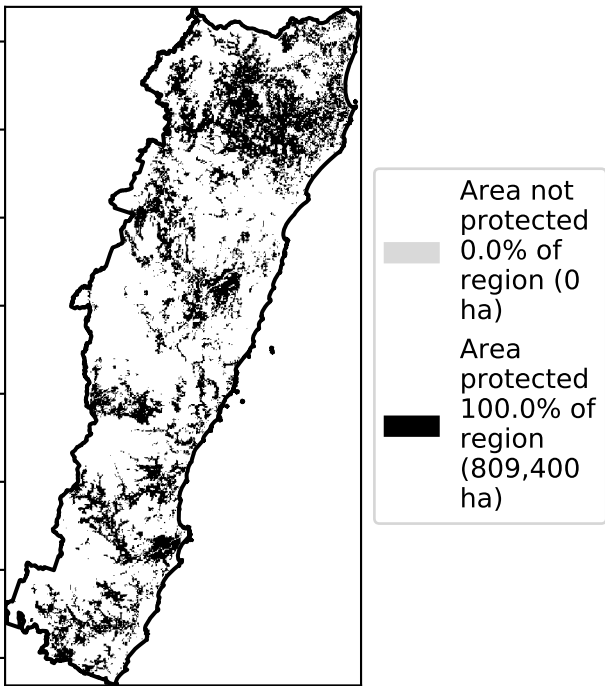 Area not
protected
0.0% of
region (0
ha)
Area
protected
100.0% of
region
(809,400
ha)